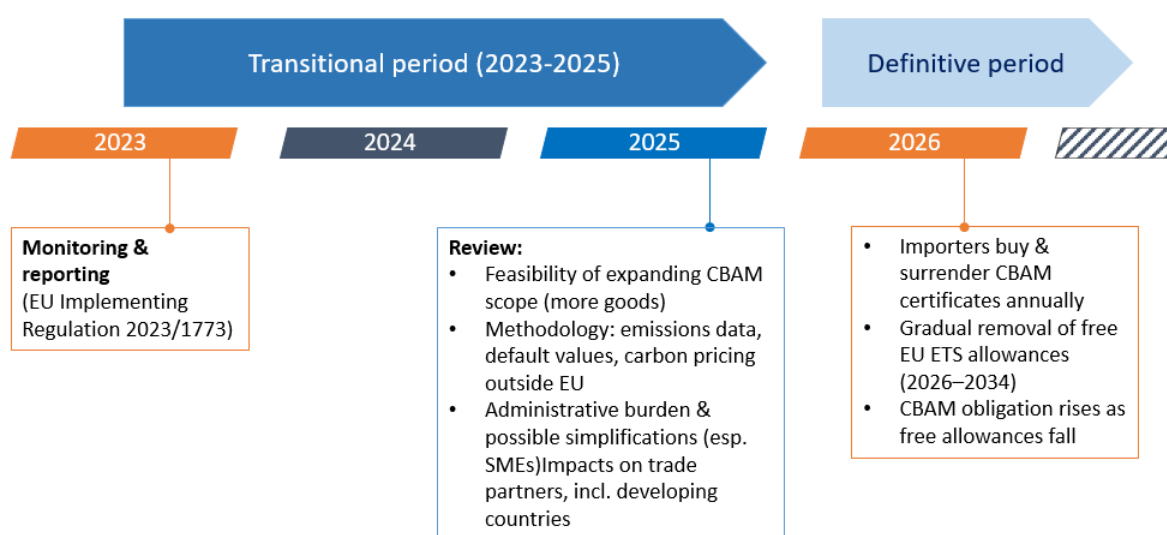 Transitional period (2023-2025)
Definitive period
2023
2024
2025
2026
Monitoring &
reporting
(EU Implementing
Regulation 2023/1773)
Review:
• Feasibility of expanding CBAM
scope (more goods)
• Methodology: emissions data,
default values, carbon pricing
outside EU
• Administrative burden &
possible simplifications (esp.
SMEs)Impacts on trade
partners, incl. developing
countries
• Importers buy &
surrender CBAM
certificates annually
• Gradual removal of free
EU ETS allowances
(2026–2034)
• CBAM obligation rises as
free allowances fall